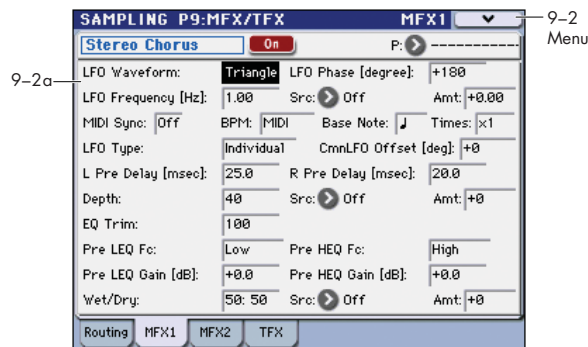 SAMPLING P9:MFX/TFX MFX1
9–2
Menu
Stereo Chorus On P: ------------
9–2a
LFO Waveform: Triangle LFO Phase [degree]: +180
LFO Frequency [Hz]: 1.00 Src: Off Amt: +0.00
MIDI Sync: Off BPM: MIDI Base Note: ♩ Times: x1
LFO Type: Individual CmnLFO Offset [deg]: +0
L Pre Delay [msec]: 25.0 R Pre Delay [msec]: 20.0
Depth: 40 Src: Off Amt: +0
EQ Trim: 100
Pre LEQ Fc: Low Pre HEQ Fc: High
Pre LEQ Gain [dB]: +0.0 Pre HEQ Gain [dB]: +0.0
Wet/Dry: 50: 50 Src: Off Amt: +0
Routing MFX1 MFX2 TFX